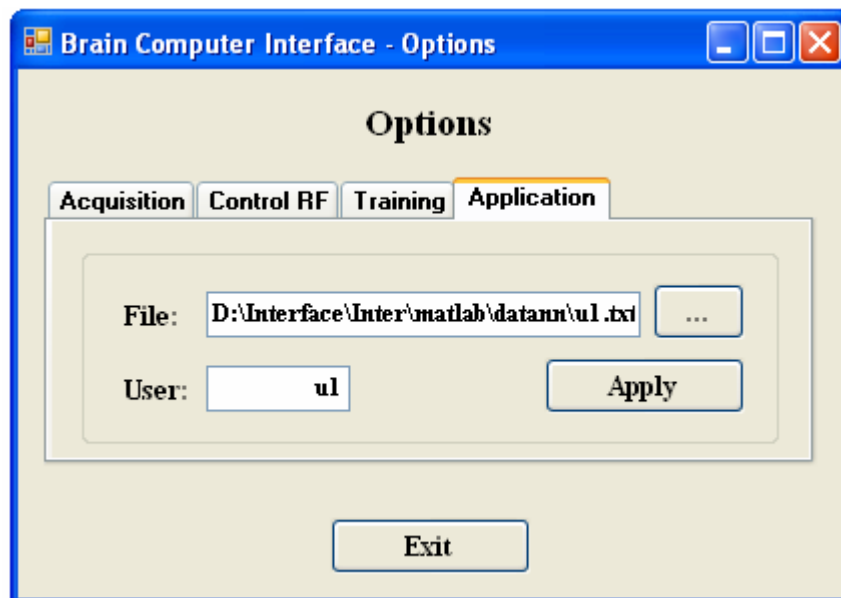 Brain Computer Interface - Options
Options
Acquisition Control RF Training Application
File: D:\Interface\Inter\matlab\datann\u1.txt ...
User: u1 Apply
Exit